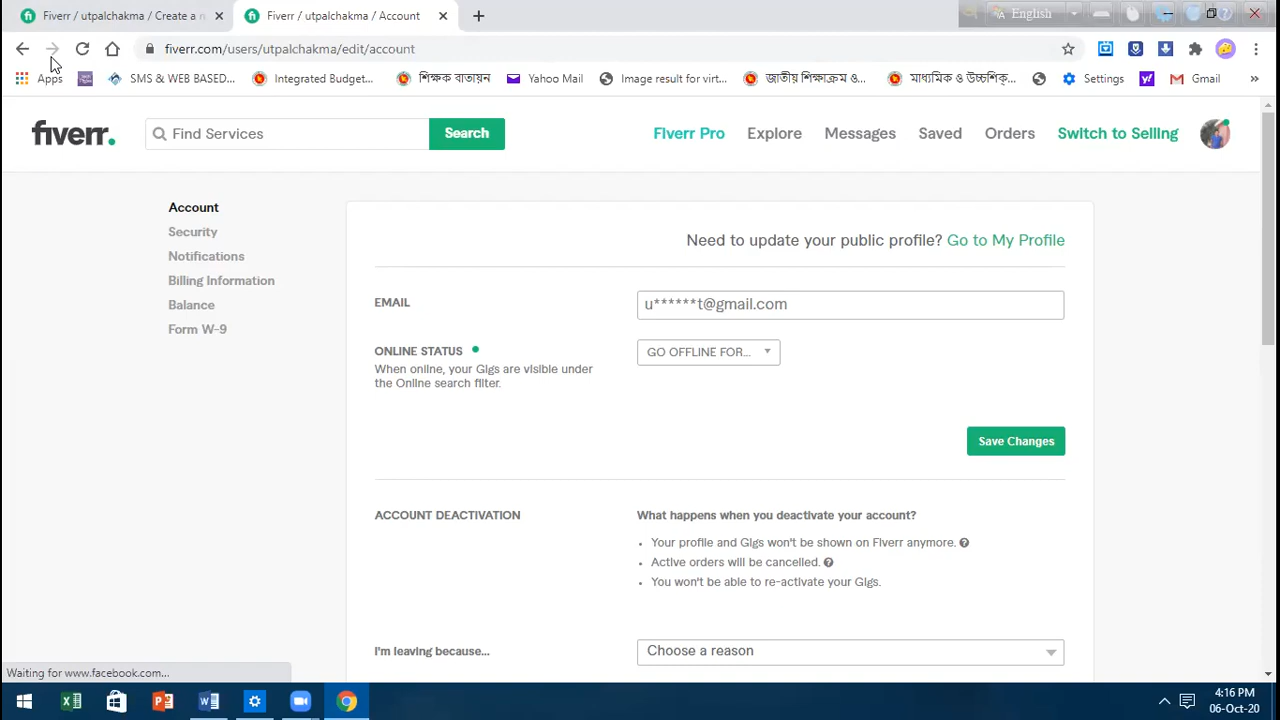 Fiverr / utpalchakma / Create a n
Fiverr / utpalchakma / Account
English
fiverr.com/users/utpalchakma/edit/account
Apps
SMS & WEB BASED...
Integrated Budget...
শিক্ষক বাতায়ন
Yahoo Mail
Image result for virt...
জাতীয় শিক্ষাক্রম ও...
মাধ্যমিক ও উচ্চশিক্...
Settings
Gmail
fiverr.
Find Services
Search
Fiverr Pro
Explore
Messages
Saved
Orders
Switch to Selling
Account
Security
Notifications
Billing Information
Balance
Form W-9
Need to update your public profile? Go to My Profile
EMAIL
u******t@gmail.com
ONLINE STATUS
GO OFFLINE FOR...
When online, your Gigs are visible under
the Online search filter.
Save Changes
ACCOUNT DEACTIVATION
What happens when you deactivate your account?
• Your profile and Gigs won't be shown on Fiverr anymore.
• Active orders will be cancelled.
• You won't be able to re-activate your Gigs.
I'm leaving because...
Choose a reason
Waiting for www.facebook.com...
4:16 PM
06-Oct-20